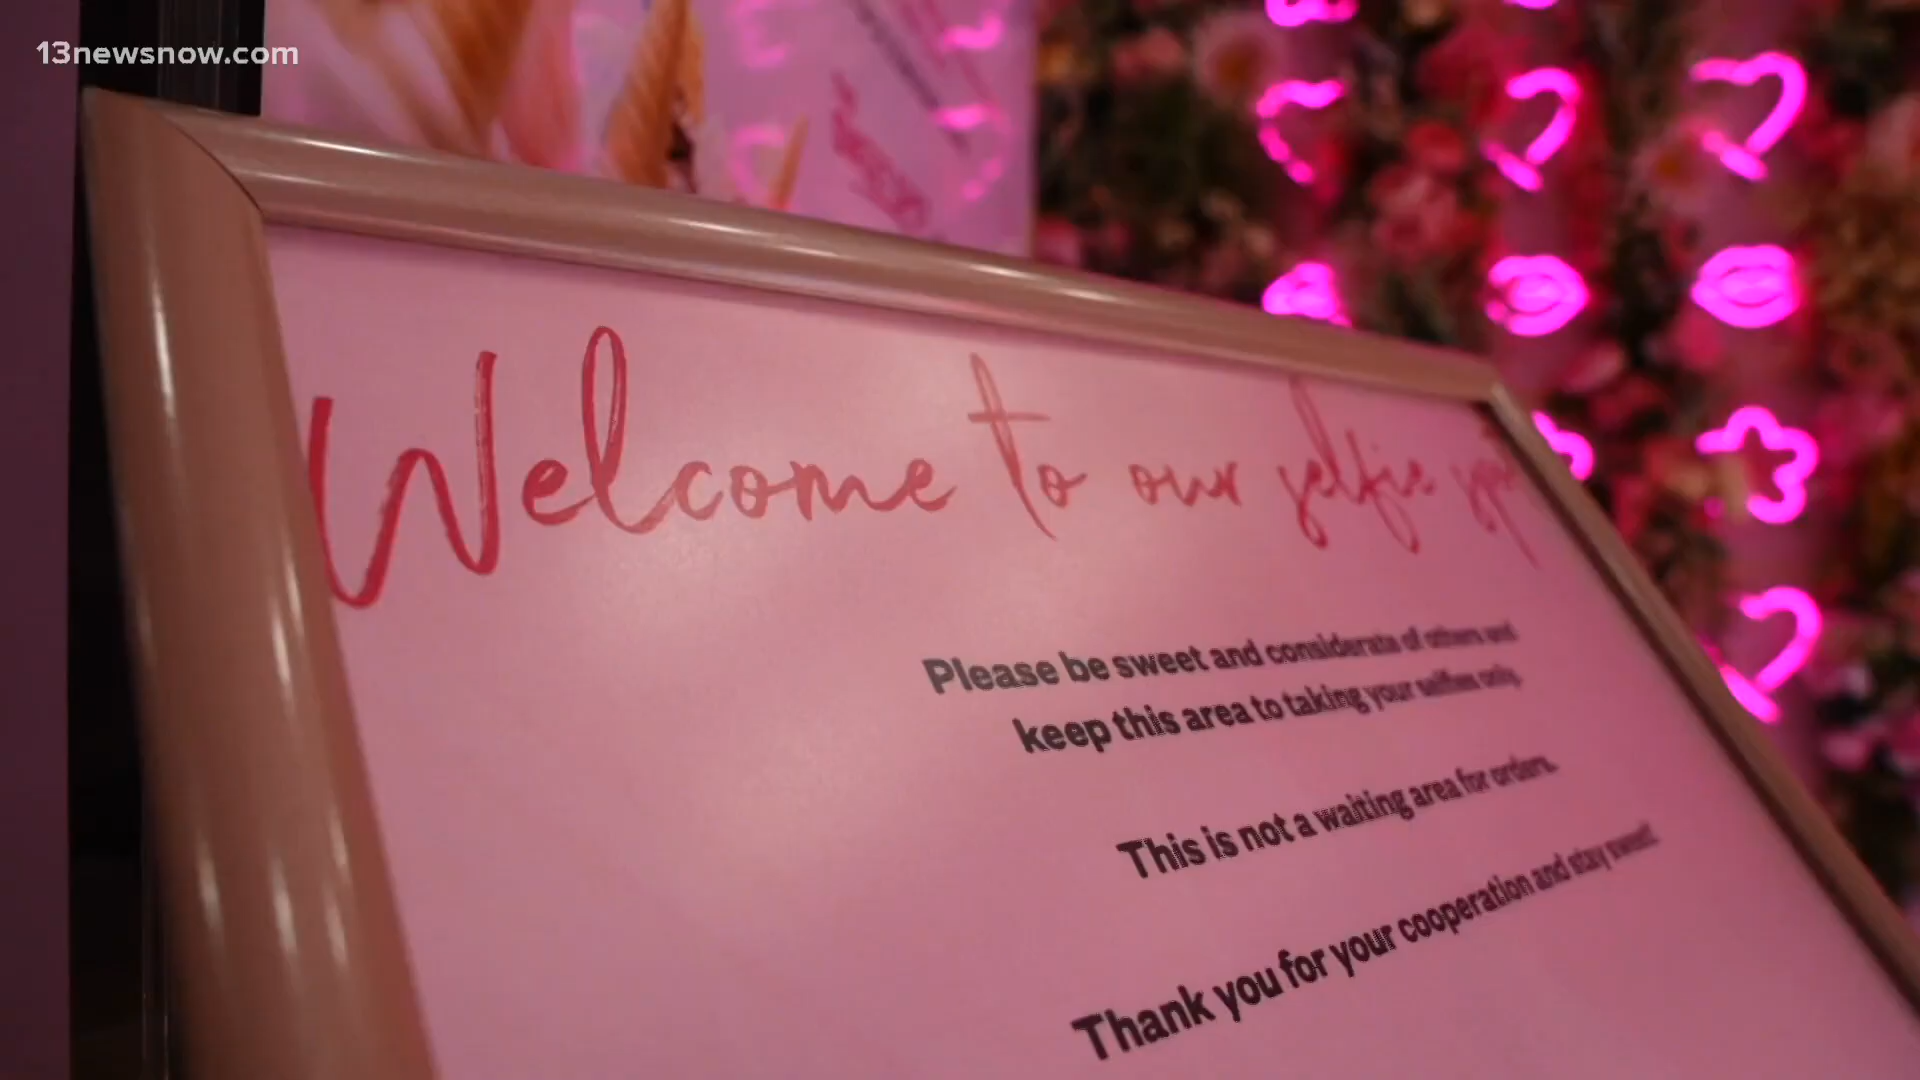 13newsnow.com
Welcome to our selfie spot
Please be sweet and considerate of others and
keep this area to taking your selfies only.
This is not a waiting area for orders.
Thank you for your cooperation and stay sweet!